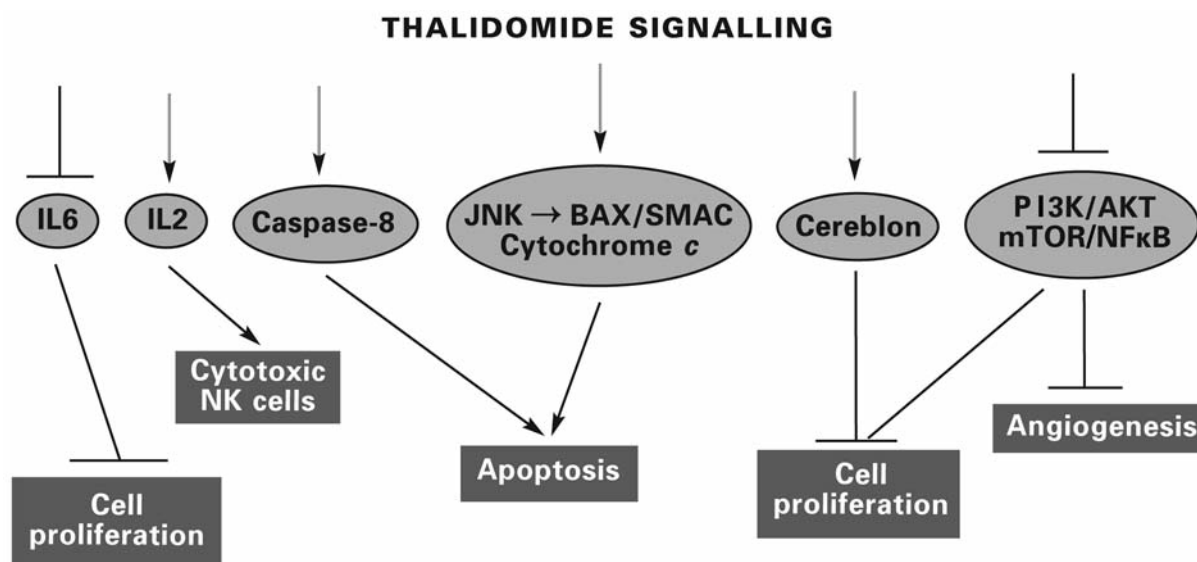 THALIDOMIDE SIGNALLING
IL6
IL2
Caspase-8
JNK → BAX/SMAC
Cytochrome c
Cereblon
PI3K/AKT
mTOR/NFκB
Cytotoxic
NK cells
Angiogenesis
Apoptosis
Cell
proliferation
Cell
proliferation